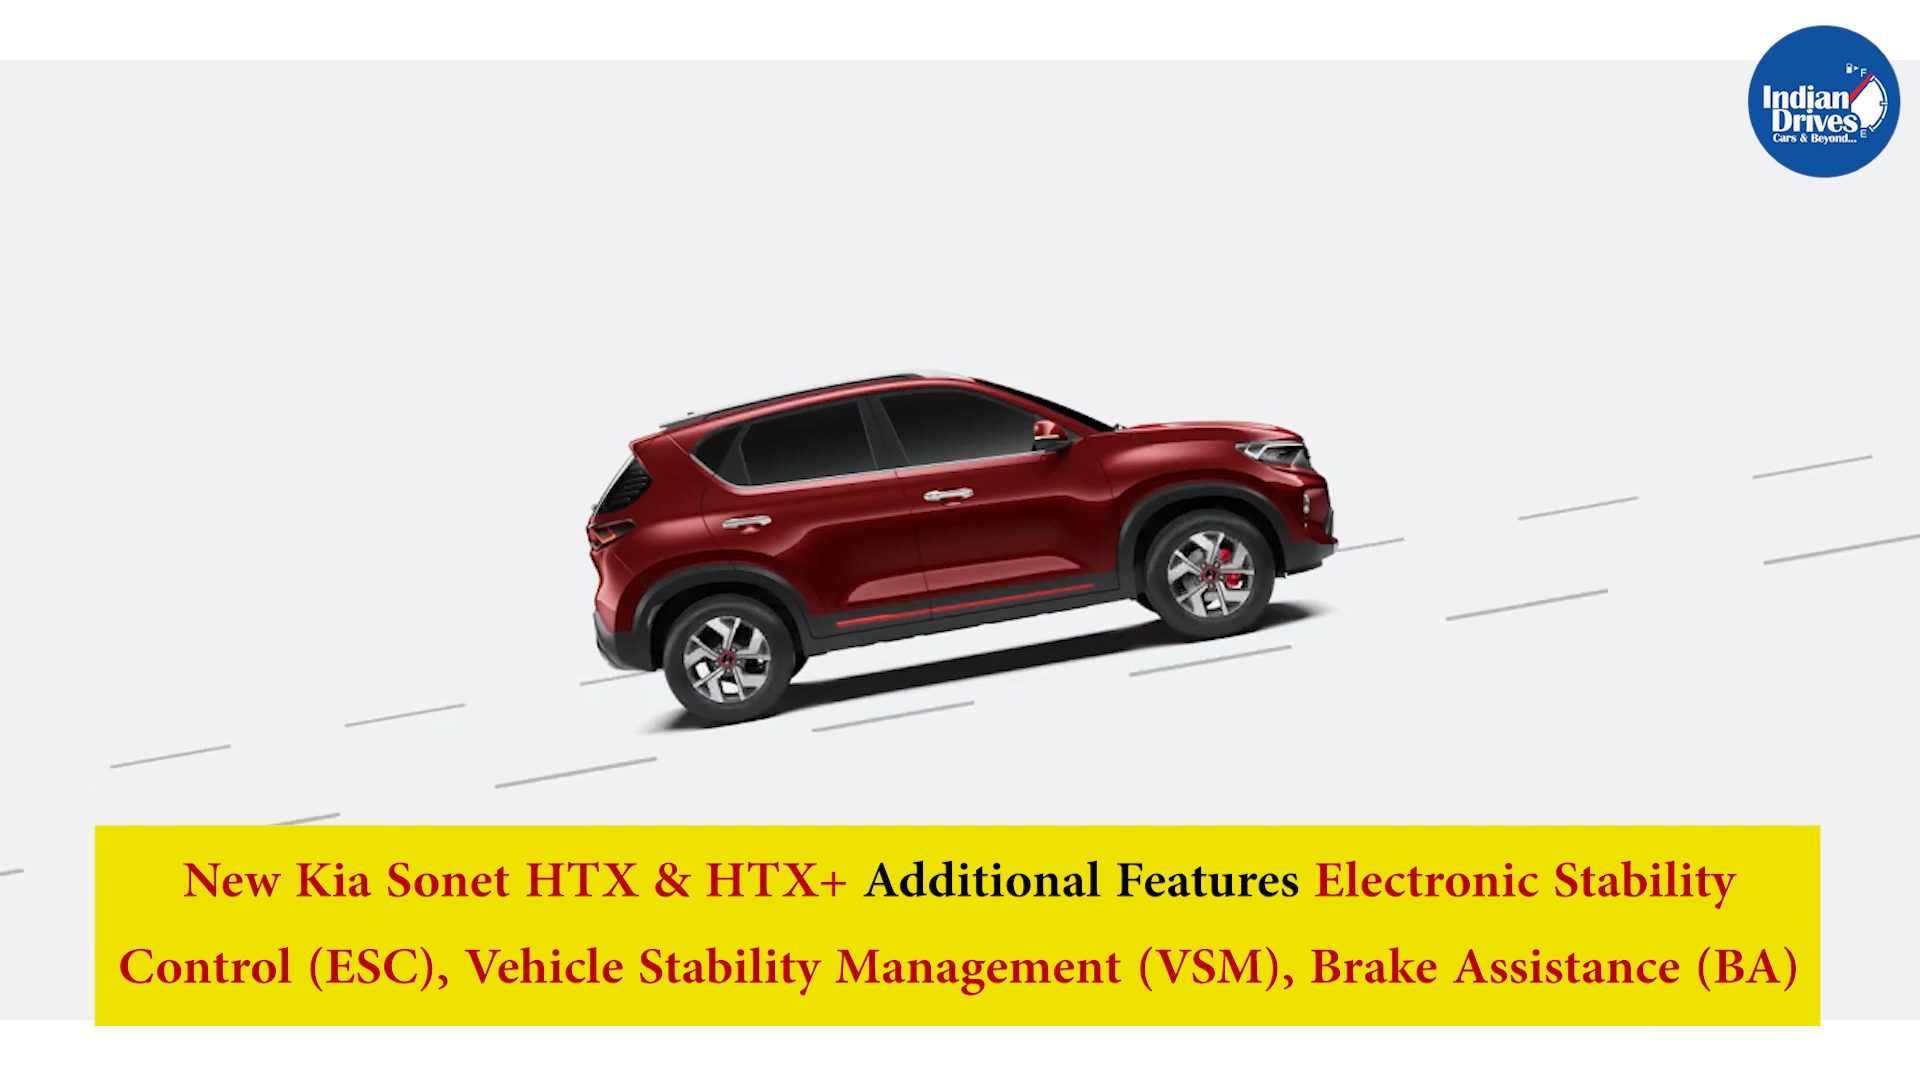 F
Indian
Drives
Cars & Beyond...
E
New Kia Sonet HTX & HTX+ Additional Features Electronic Stability
Control (ESC), Vehicle Stability Management (VSM), Brake Assistance (BA)